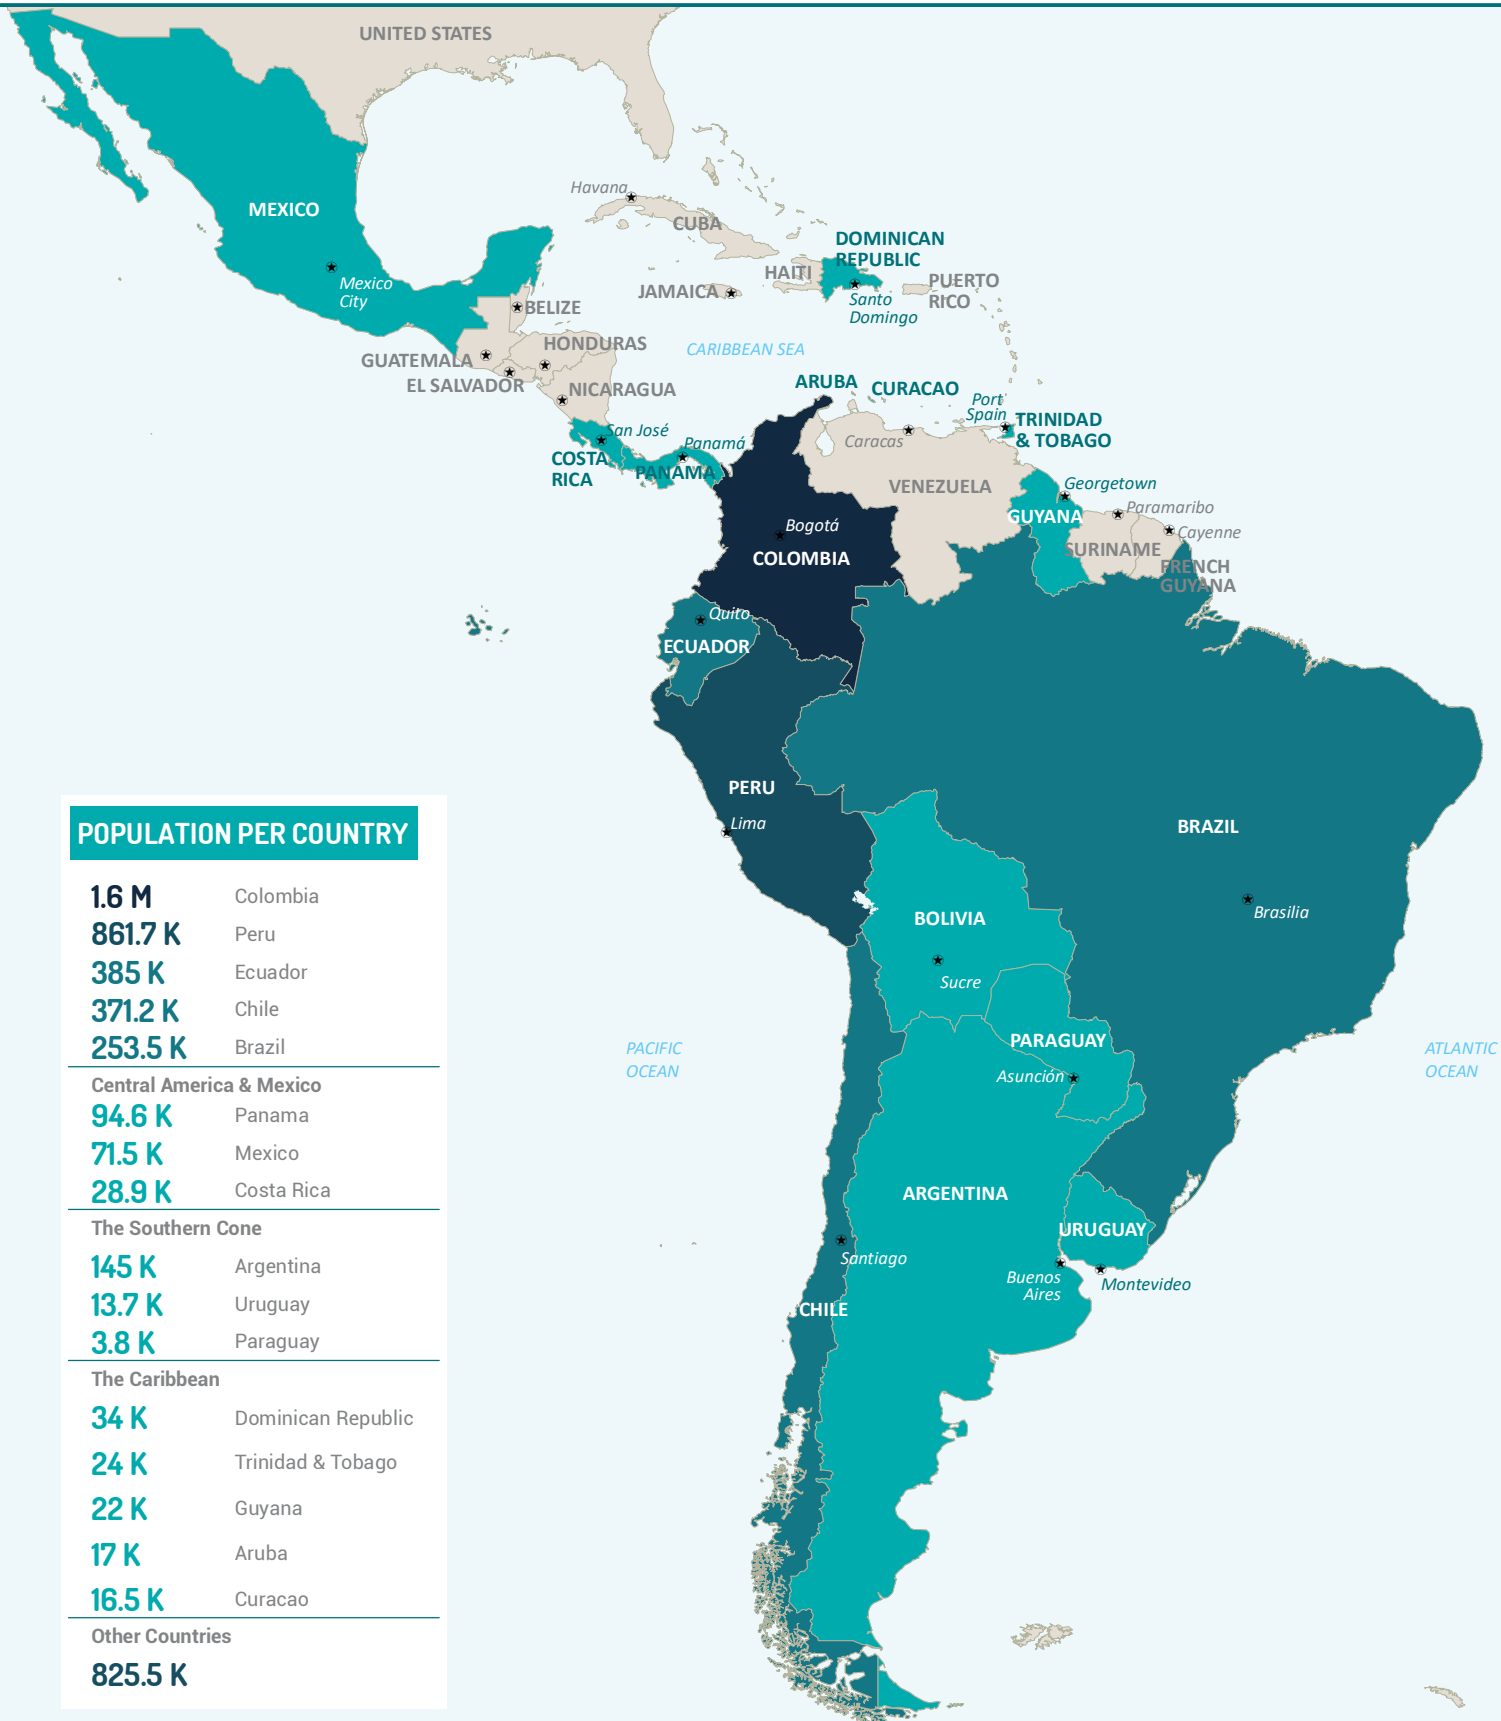 UNITED STATES
MEXICO
Mexico
City
Havana
CUBA
DOMINICAN
REPUBLIC
HAITI
JAMAICA
PUERTO
RICO
Santo
Domingo
BELIZE
HONDURAS
GUATEMALA
EL SALVADOR
NICARAGUA
CARIBBEAN SEA
ARUBA
CURACAO
Port
Spain
TRINIDAD
& TOBAGO
San José
COSTA
RICA
Panamá
PANAMA
Caracas
VENEZUELA
Georgetown
GUYANA
Paramaribo
SURINAME
Cayenne
FRENCH
GUYANA
Bogotá
COLOMBIA
Quito
ECUADOR
PERU
Lima
BRAZIL
Brasilia
BOLIVIA
Sucre
PARAGUAY
Asunción
PACIFIC
OCEAN
ATLANTIC
OCEAN
ARGENTINA
URUGUAY
Santiago
Buenos
Aires
Montevideo
CHILE
POPULATION PER COUNTRY
1.6 M Colombia
861.7 K Peru
385 K Ecuador
371.2 K Chile
253.5 K Brazil
Central America & Mexico
94.6 K Panama
71.5 K Mexico
28.9 K Costa Rica
The Southern Cone
145 K Argentina
13.7 K Uruguay
3.8 K Paraguay
The Caribbean
34 K Dominican Republic
24 K Trinidad & Tobago
22 K Guyana
17 K Aruba
16.5 K Curacao
Other Countries
825.5 K